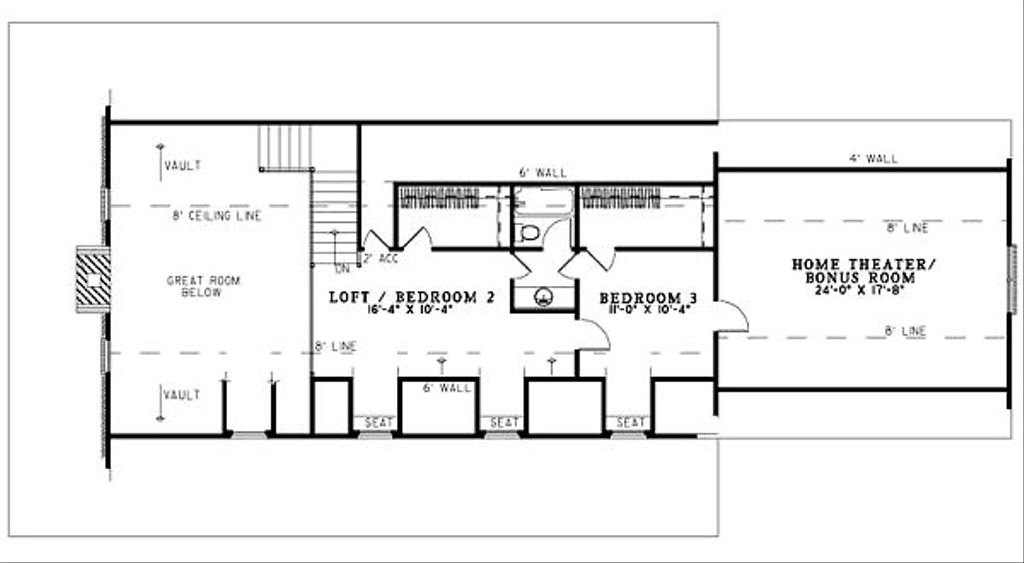 4' WALL
VAULT
6' WALL
8' CEILING LINE
8' LINE
2' ACC
DN
GREAT ROOM
BELOW
HOME THEATER/
BONUS ROOM
24'-0" X 17'-8"
LOFT / BEDROOM 2
16'-4" X 10'-4"
BEDROOM 3
11'-0" X 10'-4"
8' LINE
8' LINE
VAULT
6' WALL
SEAT
SEAT
SEAT